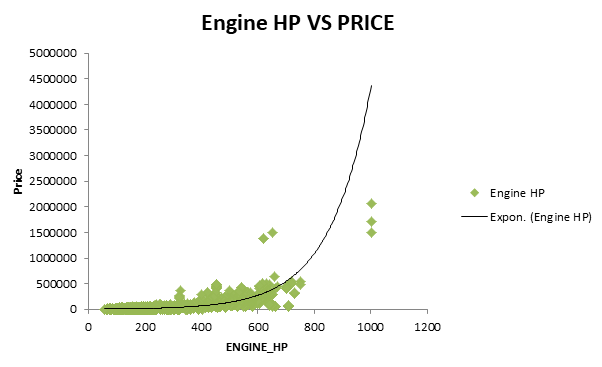 Engine HP VS PRICE
5000000
4500000
4000000
3500000
3000000
2500000
2000000
1500000
1000000
500000
0
Price
0 200 400 600 800 1000 1200
ENGINE_HP
Engine HP
Expon. (Engine HP)